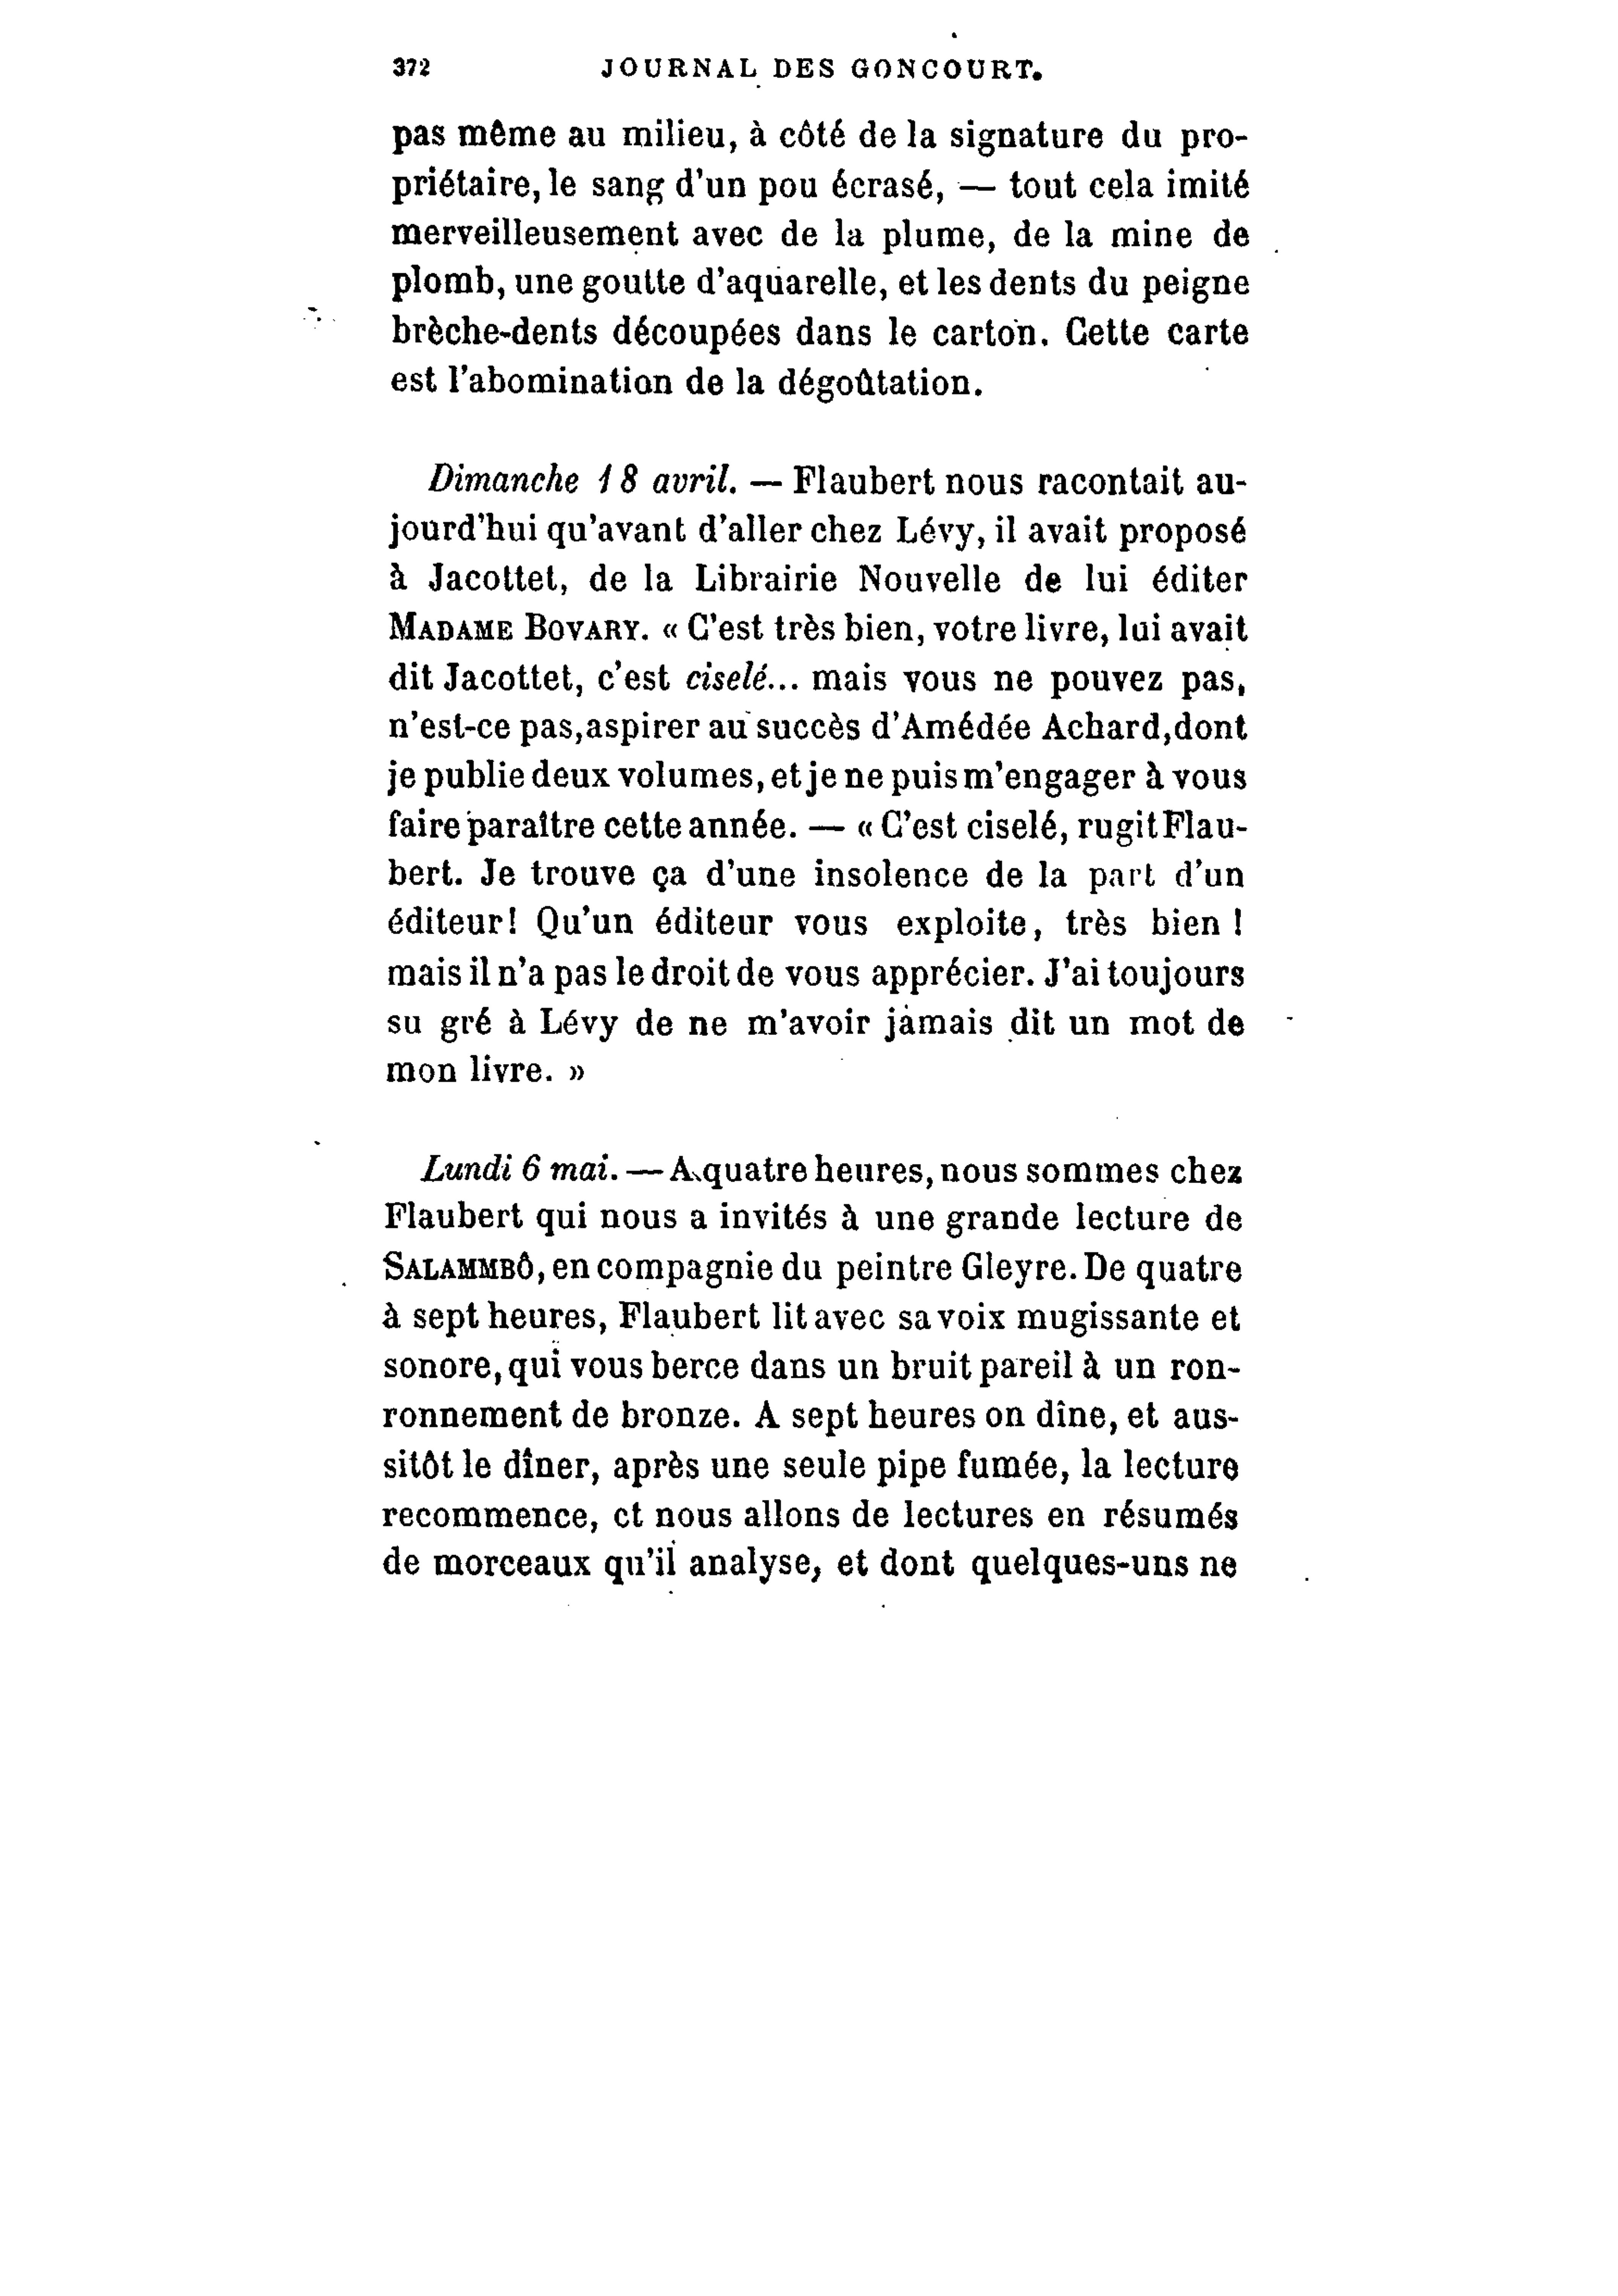 372 JOURNAL DES GONCOURT.
pas même au milieu, à côté de la signature du pro-
priétaire, le sang d'un pou écrasé, — tout cela imité
merveilleusement avec de la plume, de la mine de
plomb, une goutte d'aquarelle, et les dents du peigne
brèche-dents découpées dans le carton. Cette carte
est l'abomination de la dégoûtation.
Dimanche 18 avril. — Flaubert nous racontait au-
jourd'hui qu'avant d'aller chez Lévy, il avait proposé
à Jacottet, de la Librairie Nouvelle de lui éditer
MADAME BOVARY. « C'est très bien, votre livre, lui avait
dit Jacottet, c'est ciselé... mais vous ne pouvez pas,
n'est-ce pas, aspirer au succès d'Amédée Achard, dont
je publie deux volumes, et je ne puis m'engager à vous
faire paraître cette année. — « C'est ciselé, rugit Flau-
bert. Je trouve ça d'une insolence de la part d'un
éditeur! Qu'un éditeur vous exploite, très bien !
mais il n'a pas le droit de vous apprécier. J'ai toujours
su gré à Lévy de ne m'avoir jamais dit un mot de
mon livre. »
Lundi 6 mai. — A quatre heures, nous sommes chez
Flaubert qui nous a invités à une grande lecture de
SALAMMBÔ, en compagnie du peintre Gleyre. De quatre
à sept heures, Flaubert lit avec sa voix mugissante et
sonore, qui vous berce dans un bruit pareil à un ron-
ronnement de bronze. A sept heures on dîne, et aus-
sitôt le dîner, après une seule pipe fumée, la lecture
recommence, et nous allons de lectures en résumés
de morceaux qu'il analyse, et dont quelques-uns ne